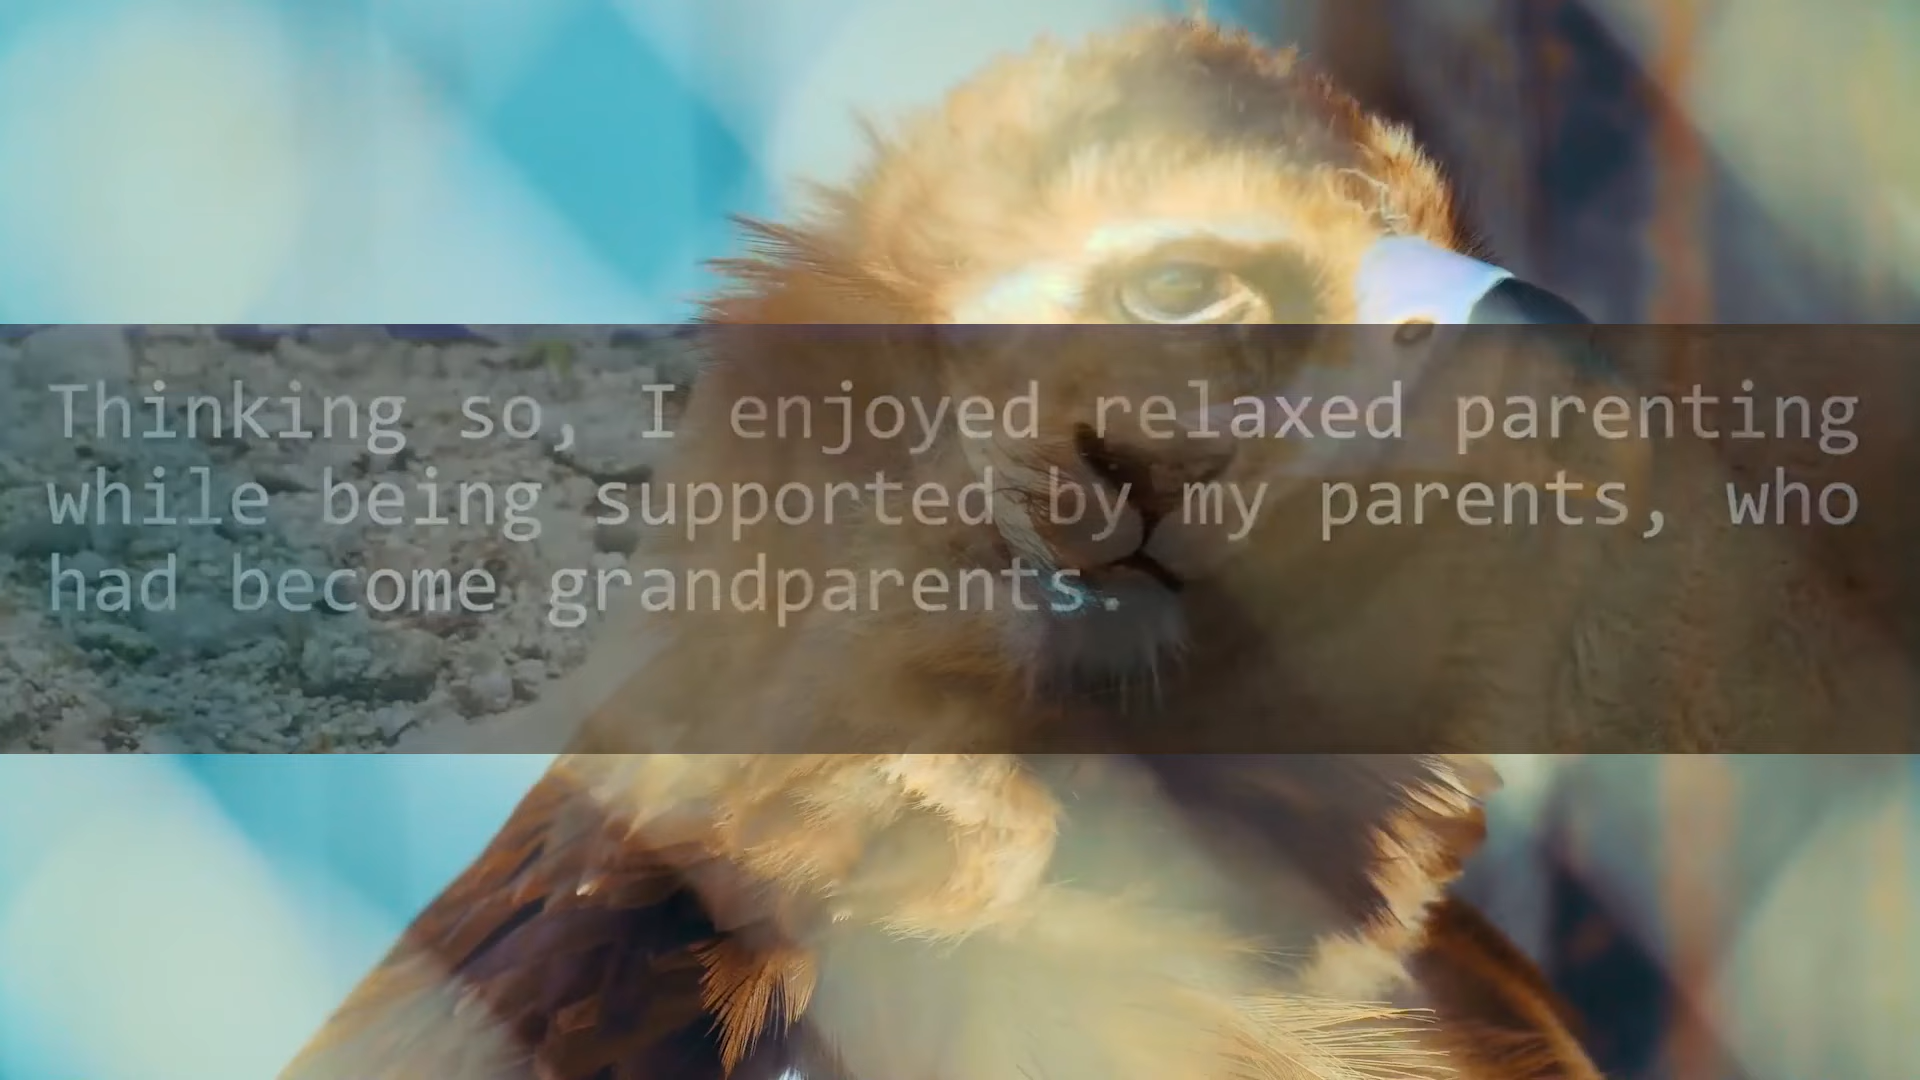 Thinking so, I enjoyed relaxed parenting
while being supported by my parents, who
had become grandparents.